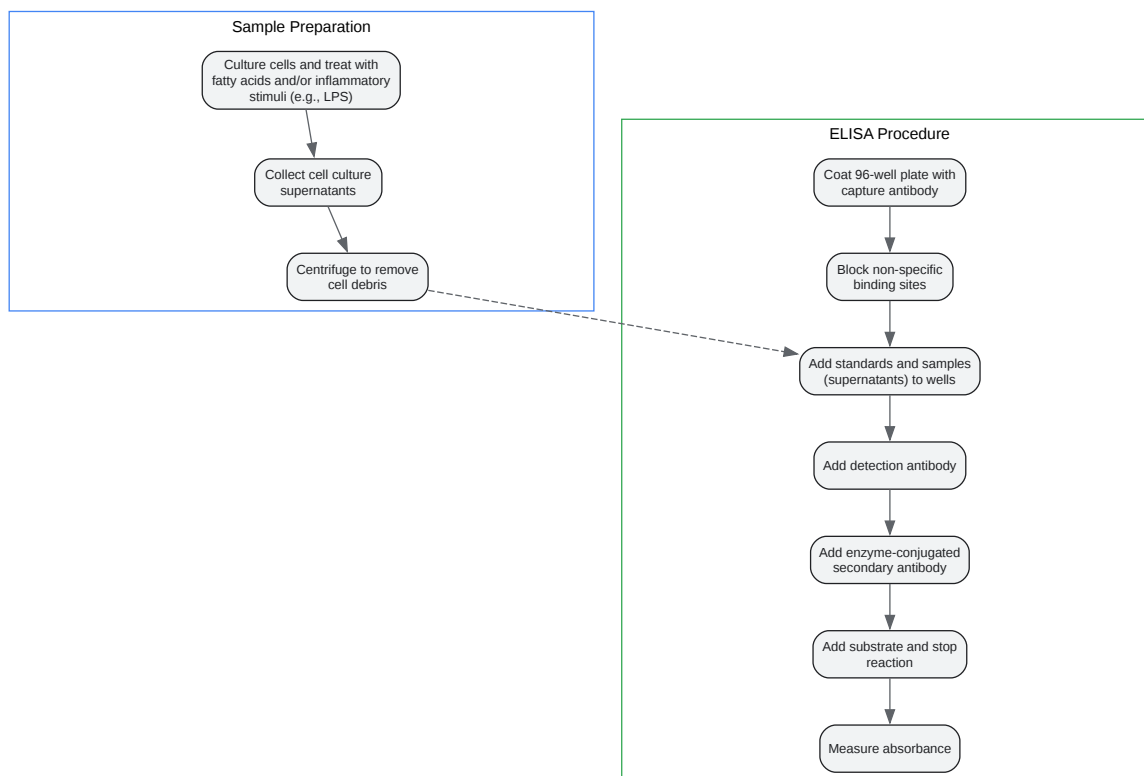 Sample Preparation
Culture cells and treat with
fatty acids and/or inflammatory
stimuli (e.g., LPS)
Collect cell culture
supernatants
Centrifuge to remove
cell debris
ELISA Procedure
Coat 96-well plate with
capture antibody
Block non-specific
binding sites
Add standards and samples
(supernatants) to wells
Add detection antibody
Add enzyme-conjugated
secondary antibody
Add substrate and stop
reaction
Measure absorbance